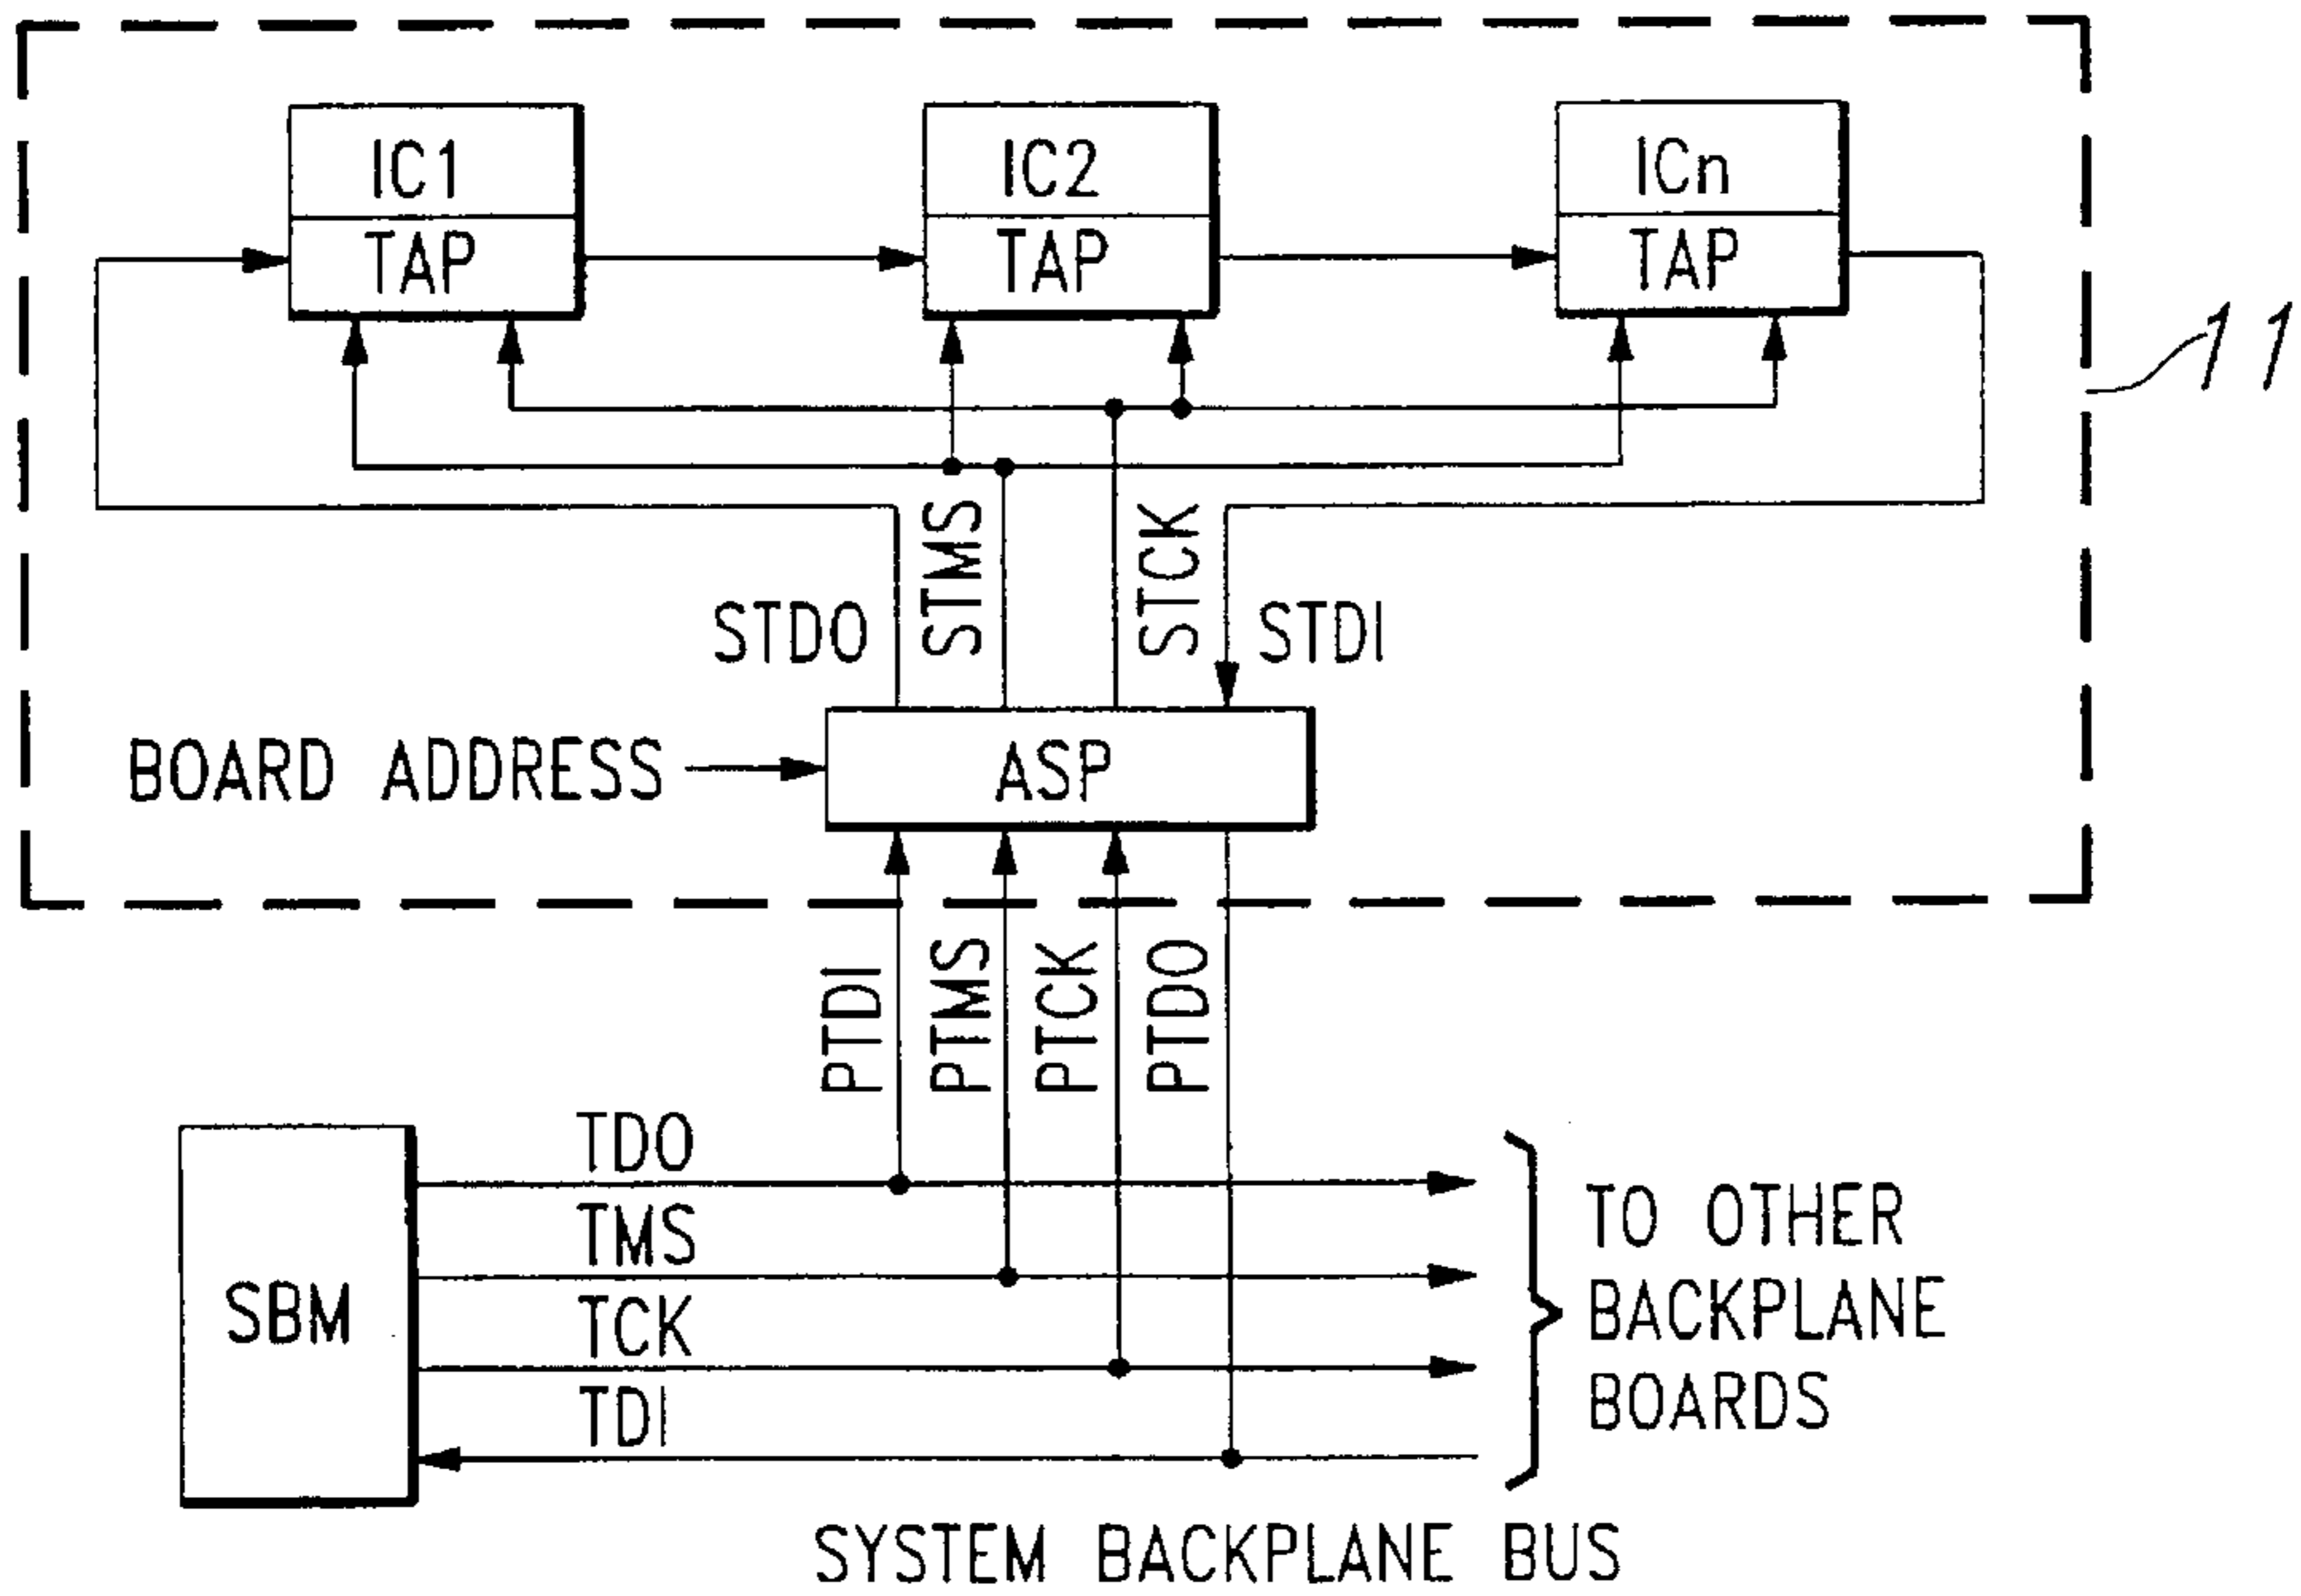 IC1
TAP
IC2
TAP
ICn
TAP
11
STDO
STMS
STCK
STDI
BOARD ADDRESS
ASP
PTDI
PTMS
PTCK
PTDO
SBM
TDO
TMS
TCK
TDI
TO OTHER
BACKPLANE
BOARDS
SYSTEM BACKPLANE BUS